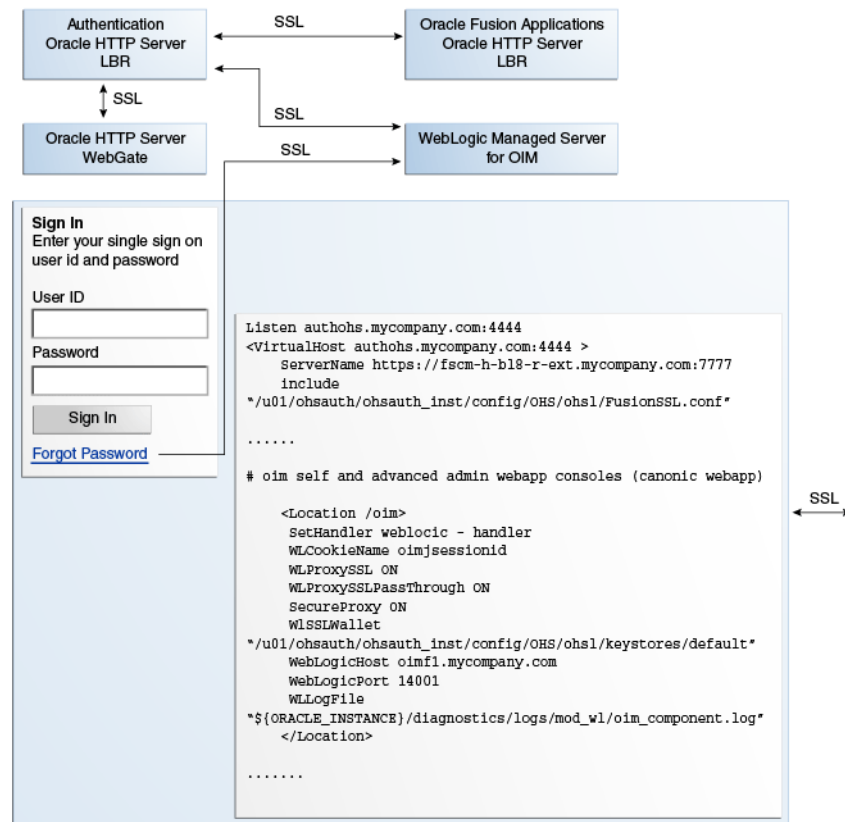 Authentication
Oracle HTTP Server
LBR
SSL
Oracle Fusion Applications
Oracle HTTP Server
LBR
SSL
SSL
Oracle HTTP Server
WebGate
SSL
WebLogic Managed Server
for OIM
Sign In
Enter your single sign on
user id and password
User ID
Password
Sign In
Forgot Password
Listen authohs.mycompany.com:4444
<VirtualHost authohs.mycompany.com:4444 >
ServerName https://fscm-h-bl8-r-ext.mycompany.com:7777
include
"/u01/ohsauth/ohsauth_inst/config/OHS/ohsl/FusionSSL.conf"
......
# oim self and advanced admin webapp consoles (canonic webapp)
<Location /oim>
SetHandler weblocic - handler
WLCookieName oimjsessionid
WLProxySSL ON
WLProxySSLPassThrough ON
SecureProxy ON
WlSSLWallet
"/u01/ohsauth/ohsauth_inst/config/OHS/ohsl/keystores/default"
WebLogicHost oimf1.mycompany.com
WebLogicPort 14001
WLLogFile
"${ORACLE_INSTANCE}/diagnostics/logs/mod_wl/oim_component.log"
</Location>
.......
SSL